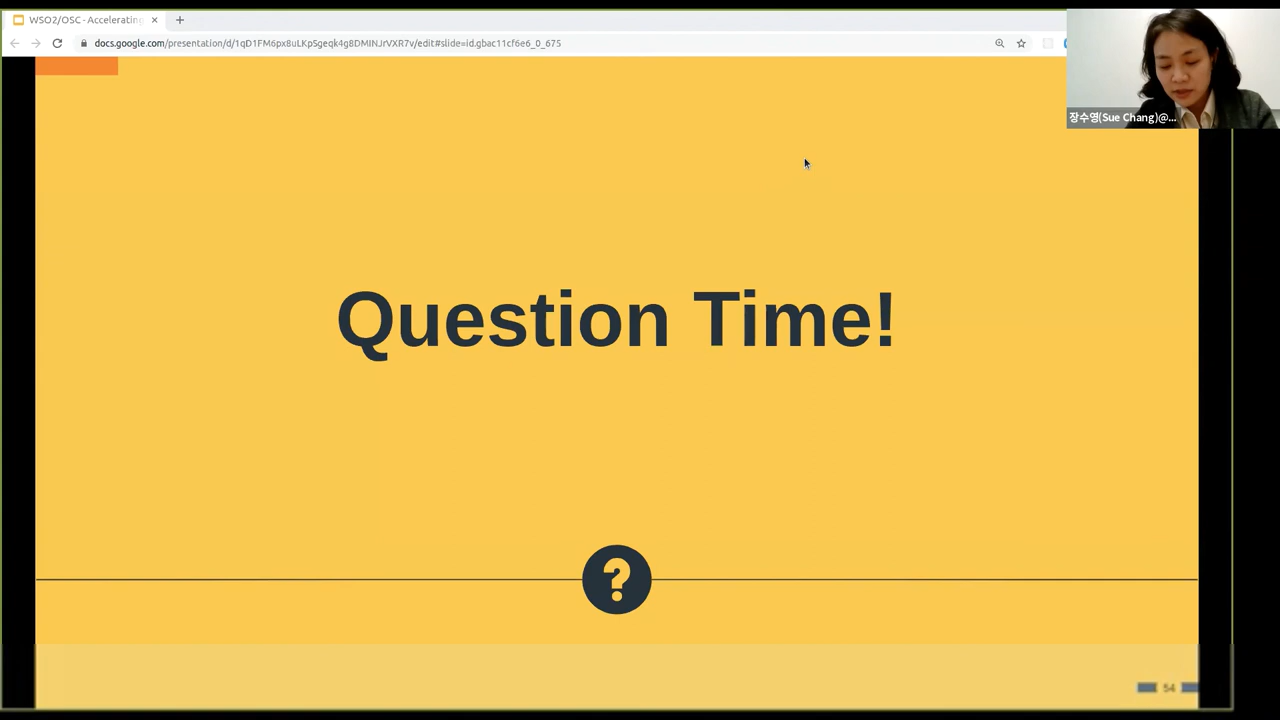 WSO2/OSC - Accelerating
docs.google.com/presentation/d/1qD1FM6px8uLKpSgeqk4g8DMINJrVXR7v/edit#slide=id.gbac11cf6e6_0_675
장수영(Sue Chang)@...
Question Time!
?
54